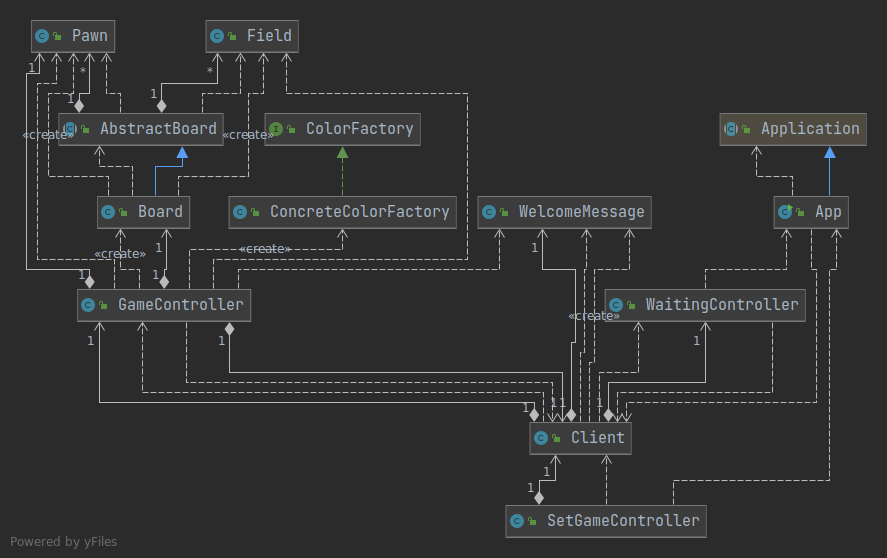 Pawn
Field
1
*
*
1
1
«create»
AbstractBoard
«create»
ColorFactory
Application
Board
ConcreteColorFactory
WelcomeMessage
App
«create»
1
«create»
1
1
1
GameController
WaitingController
«create»
1
1
1
1
1
1
1
Client
1
1
SetGameController
Powered by yFiles